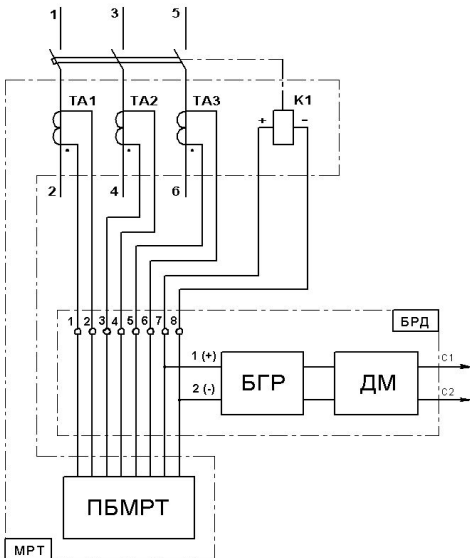 1 3 5
TA1 TA2 TA3 K1
+ −
2 4 6
1 2 3 4 5 6 7 8
БРД
1 (+)
2 (-)
БГР
ДМ
C1
C2
ПБМРТ
МРТ